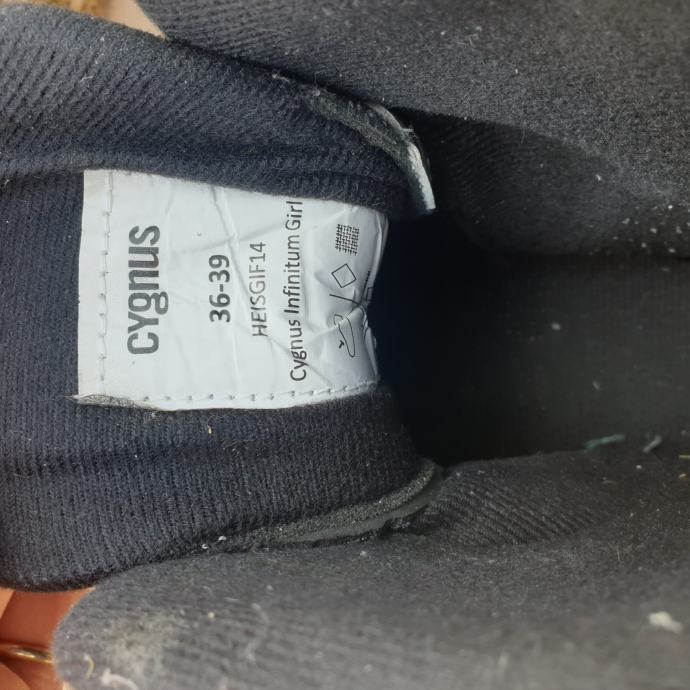 cygnus
36-39
HEISGIF14
Cygnus Infinitum Girl